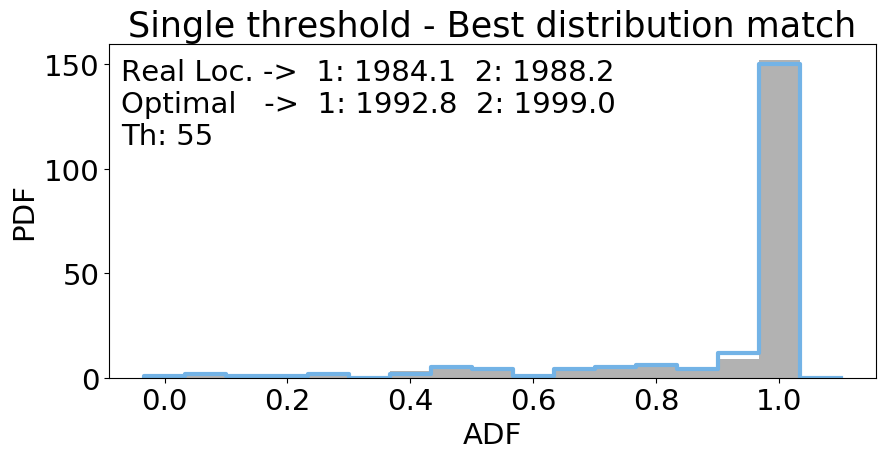 Single threshold - Best distribution match
Real Loc. -> 1: 1984.1 2: 1988.2
Optimal -> 1: 1992.8 2: 1999.0
Th: 55
150
100
50
0
PDF
0.0 0.2 0.4 0.6 0.8 1.0
ADF